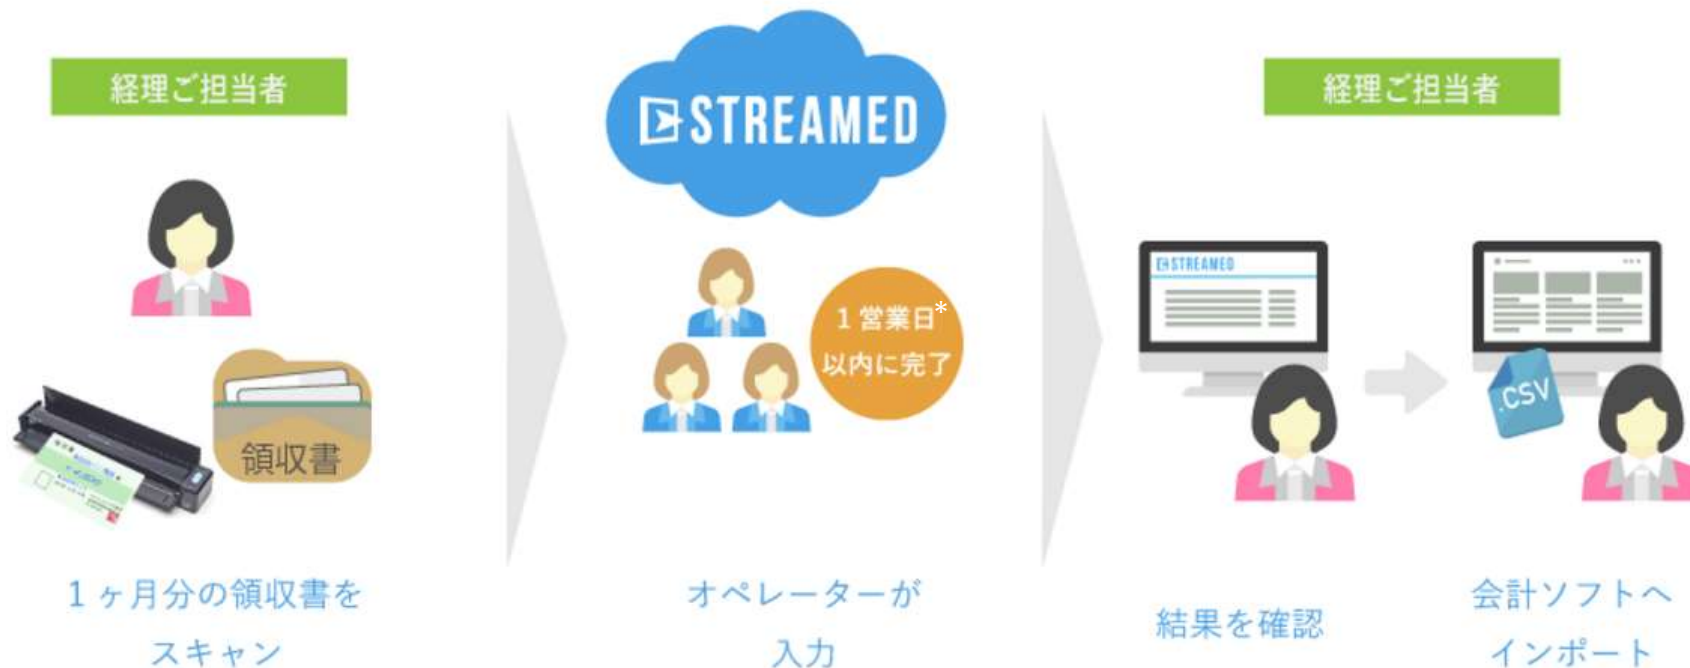 経理ご担当者
領収書
1ヶ月分の領収書を
スキャン
STREAMED
1営業日*
以内に完了
オペレーターが
入力
経理ご担当者
STREAMED
.CSV
結果を確認
会計ソフトへ
インポート